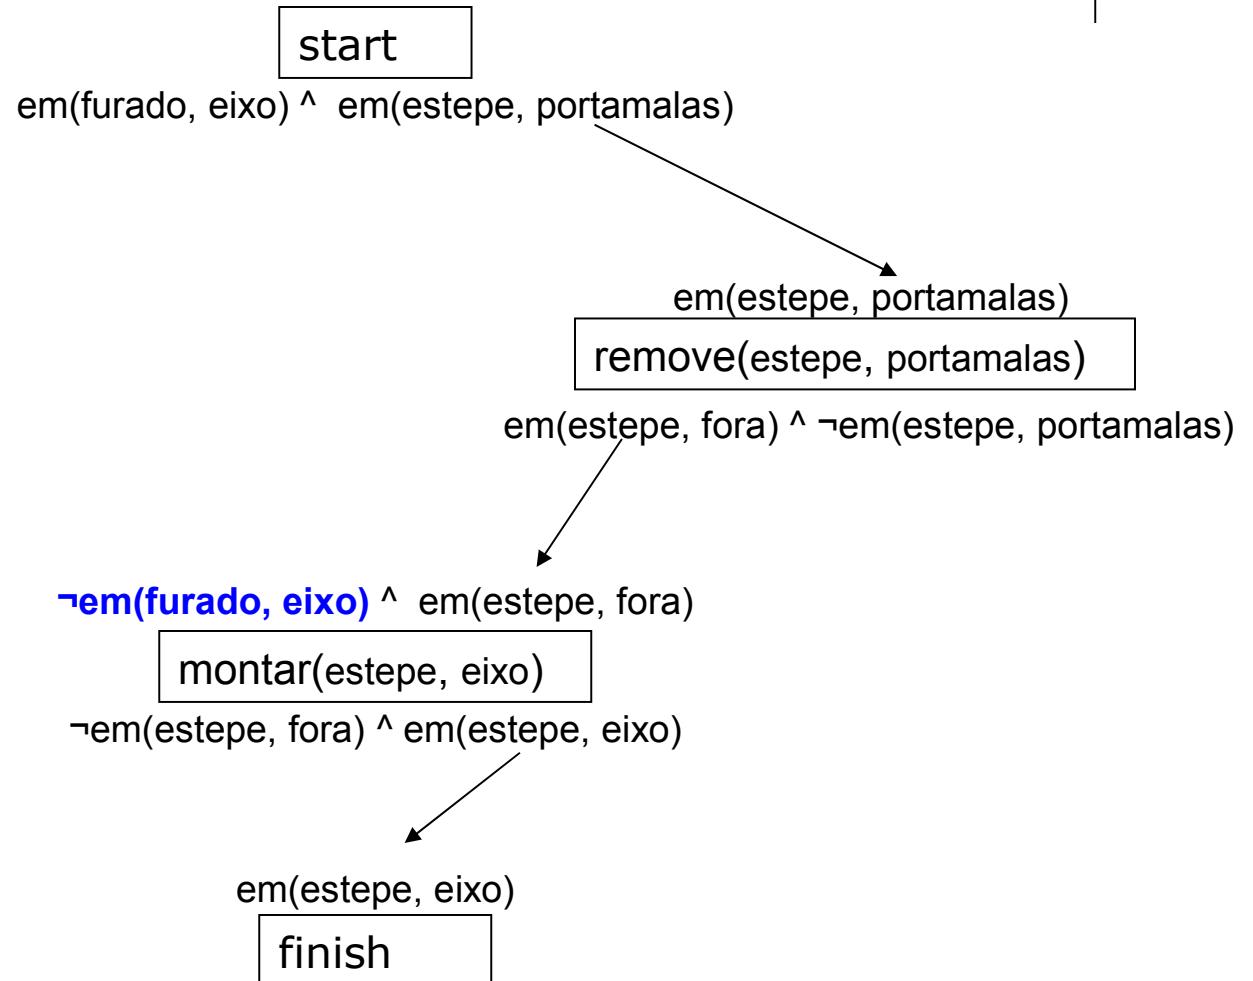 start
em(furado, eixo) ^ em(estepe, portamalas)
em(estepe, portamalas)
remove(estepe, portamalas)
em(estepe, fora) ^ ¬em(estepe, portamalas)
¬em(furado, eixo) ^ em(estepe, fora)
montar(estepe, eixo)
¬em(estepe, fora) ^ em(estepe, eixo)
em(estepe, eixo)
finish